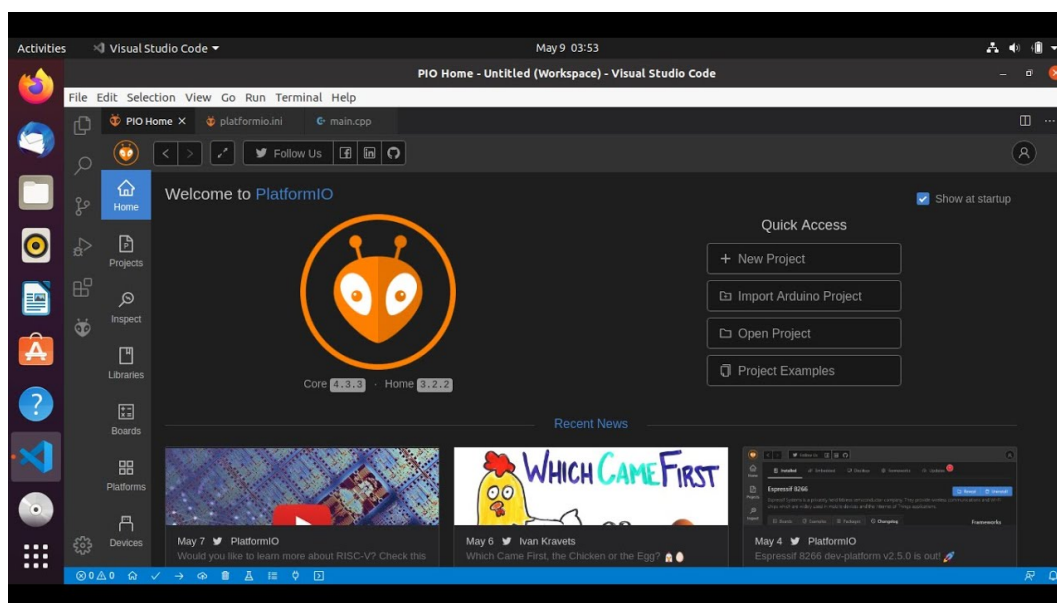 Activities
Visual Studio Code
May 9 03:53
PIO Home - Untitled (Workspace) - Visual Studio Code
File Edit Selection View Go Run Terminal Help
PIO Home
platformio.ini
main.cpp
Follow Us
Home
Projects
Inspect
Libraries
Boards
Platforms
Devices
Welcome to PlatformIO
Show at startup
Core 4.3.3 · Home 3.2.2
Quick Access
New Project
Import Arduino Project
Open Project
Project Examples
Recent News
May 7 PlatformIO
Would you like to learn more about RISC-V? Check this
WHICH CAME FIRST
May 6 Ivan Kravets
Which Came First, the Chicken or the Egg?
Espressif 8266
May 4 PlatformIO
Espressif 8266 dev-platform v2.5.0 is out!
0 0